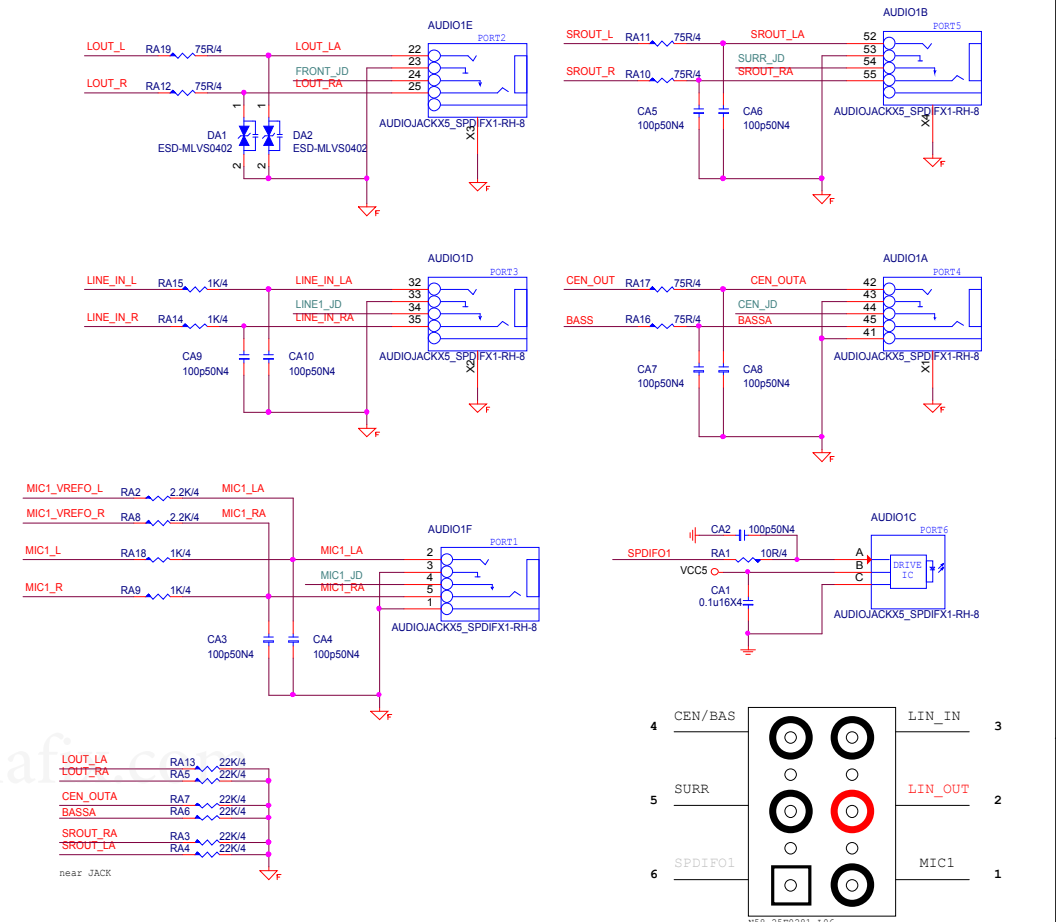 AUDIO1E
PORT2
LOUT_L RA19 75R/4 LOUT_LA 22
23
FRONT_JD 24
LOUT_R RA12 75R/4 LOUT_RA 25
AUDIOJACKX5_SPDIFX1-RH-8
X3
1 1
DA1
ESD-MLVS0402
DA2
ESD-MLVS0402
2 2
F
F
AUDIO1B
PORT5
SROUT_L RA11 75R/4 SROUT_LA 52
53
SURR_JD 54
SROUT_R RA10 75R/4 SROUT_RA 55
AUDIOJACKX5_SPDIFX1-RH-8
X4
CA5
100p50N4
CA6
100p50N4
F
F
AUDIO1D
PORT3
LINE_IN_L RA15 1K/4 LINE_IN_LA 32
33
LINE1_JD 34
LINE_IN_R RA14 1K/4 LINE_IN_RA 35
AUDIOJACKX5_SPDIFX1-RH-8
X2
CA9
100p50N4
CA10
100p50N4
F
F
AUDIO1A
PORT4
CEN_OUT RA17 75R/4 CEN_OUTA 42
43
CEN_JD 44
BASS RA16 75R/4 BASSA 45
41
AUDIOJACKX5_SPDIFX1-RH-8
X1
CA7
100p50N4
CA8
100p50N4
F
F
MIC1_VREFO_L RA2 2.2K/4 MIC1_LA
MIC1_VREFO_R RA8 2.2K/4 MIC1_RA
AUDIO1F
PORT1
MIC1_L RA18 1K/4 MIC1_LA 2
3
MIC1_JD 4
MIC1_R RA9 1K/4 MIC1_RA 5
1
AUDIOJACKX5_SPDIFX1-RH-8
CA3
100p50N4
CA4
100p50N4
F
AUDIO1C
PORT6
CA2 100p50N4
SPDIFO1 RA1 10R/4 A
VCC5 B
C
DRIVE
IC
CA1
0.1u16X4
AUDIOJACKX5_SPDIFX1-RH-8
LOUT_LA RA13 22K/4
LOUT_RA RA5 22K/4
CEN_OUTA RA7 22K/4
BASSA RA6 22K/4
SROUT_RA RA3 22K/4
SROUT_LA RA4 22K/4
near JACK
F
4 CEN/BAS LIN_IN 3
5 SURR LIN_OUT 2
6 SPDIFO1 MIC1 1